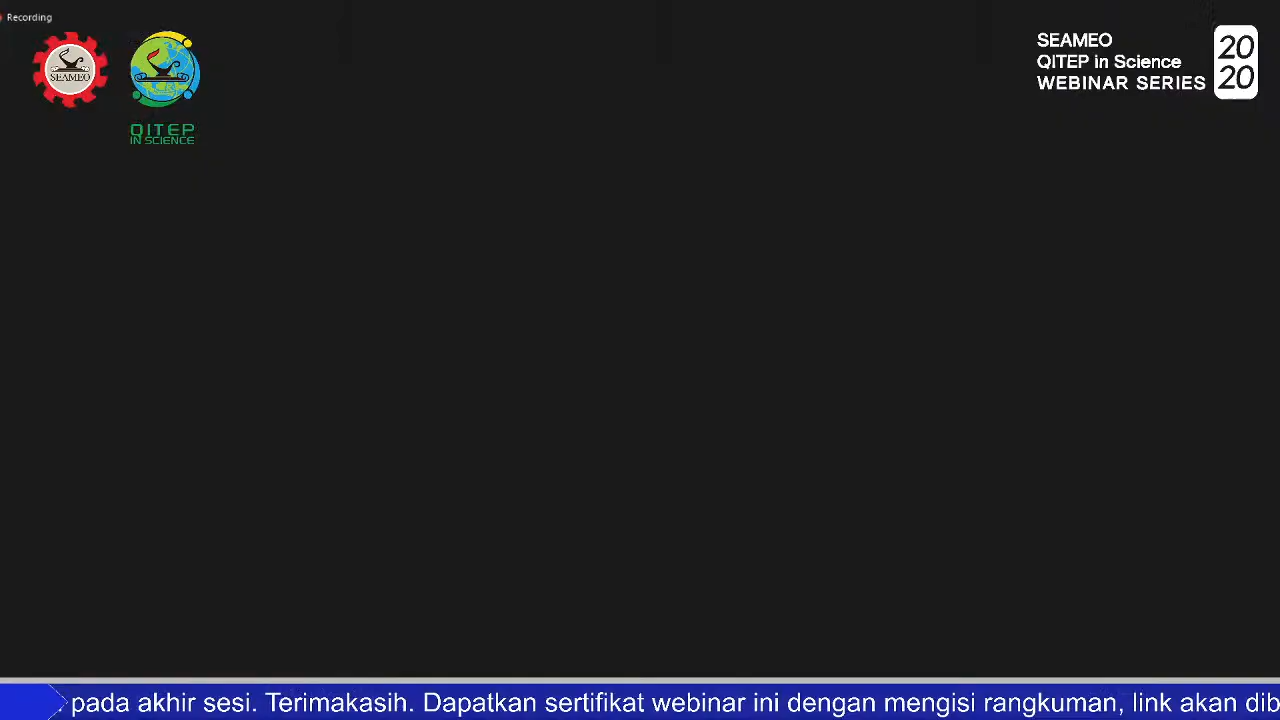 Recording
SEAMEO
QITEP
IN SCIENCE
SEAMEO
QITEP in Science
WEBINAR SERIES
20
20
pada akhir sesi. Terimakasih. Dapatkan sertifikat webinar ini dengan mengisi rangkuman, link akan dib